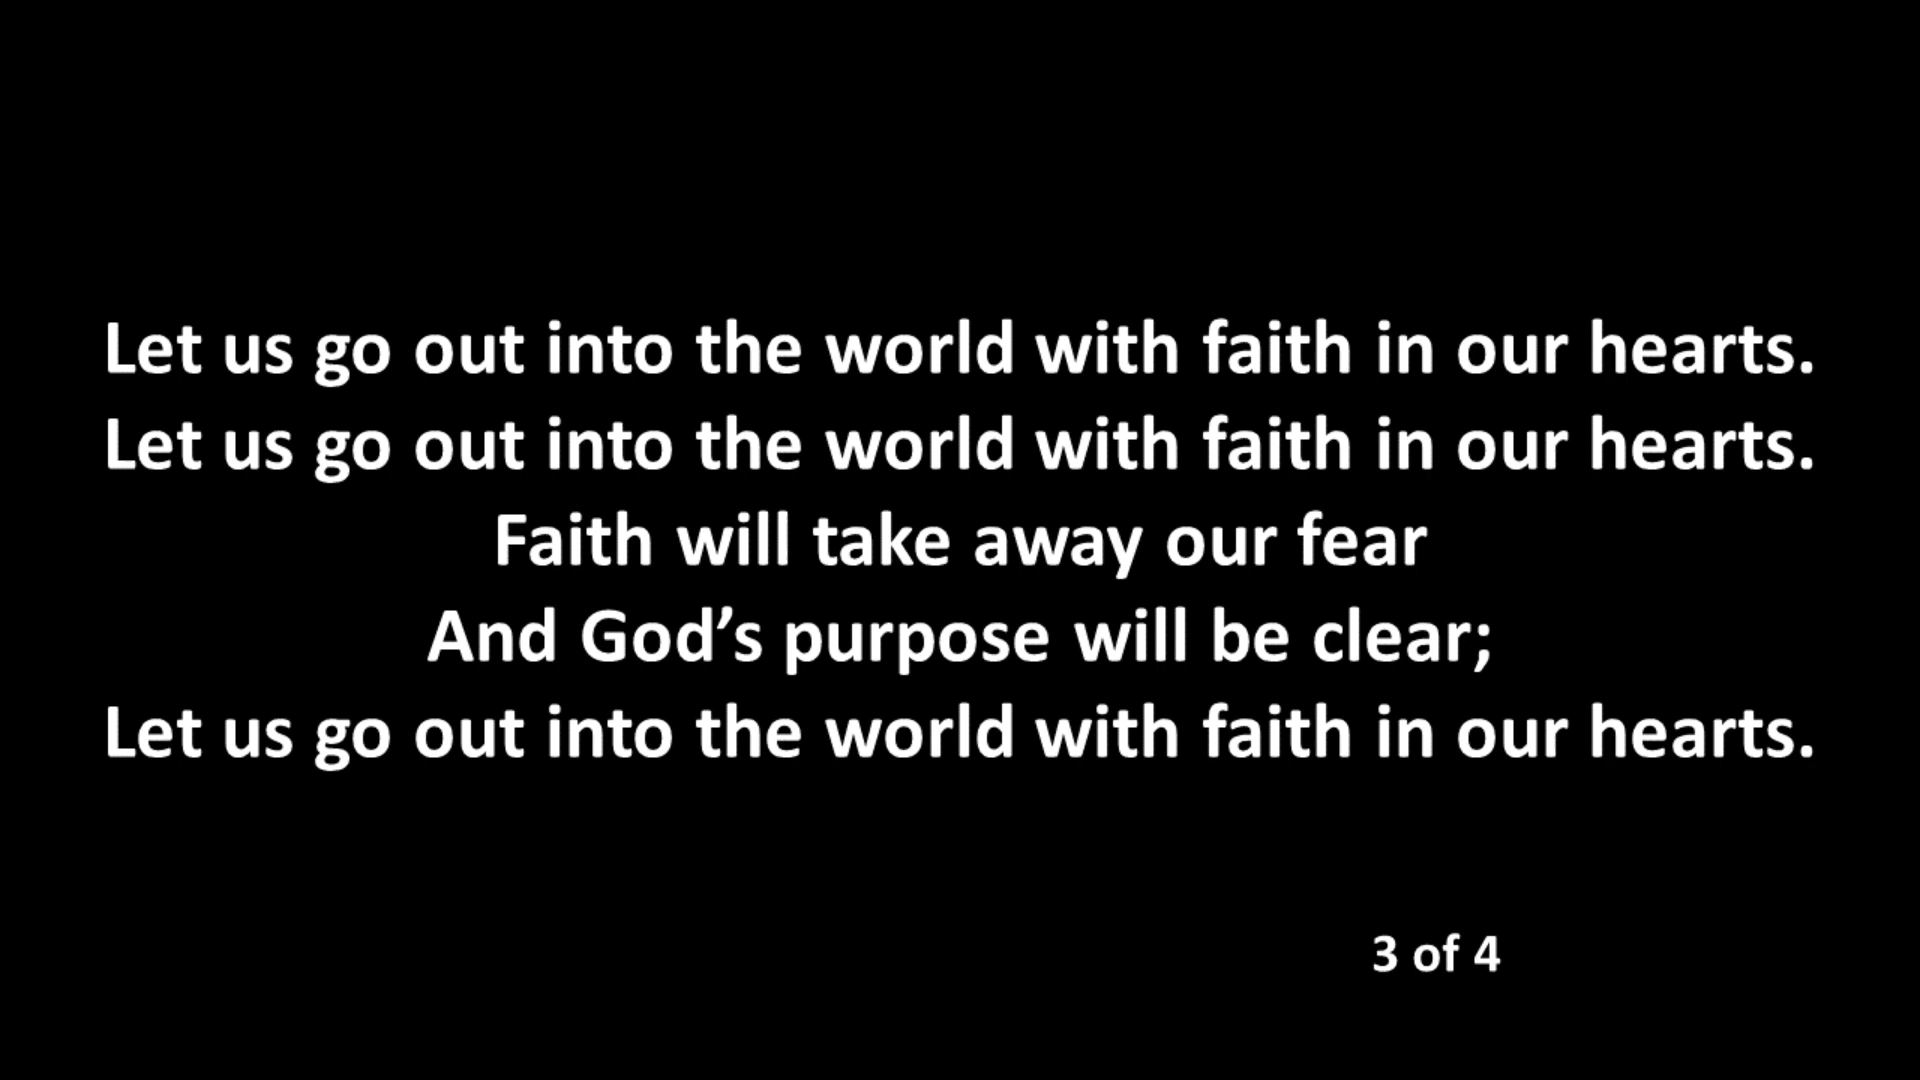 Let us go out into the world with faith in our hearts.
Let us go out into the world with faith in our hearts.
Faith will take away our fear
And God’s purpose will be clear;
Let us go out into the world with faith in our hearts.
3 of 4